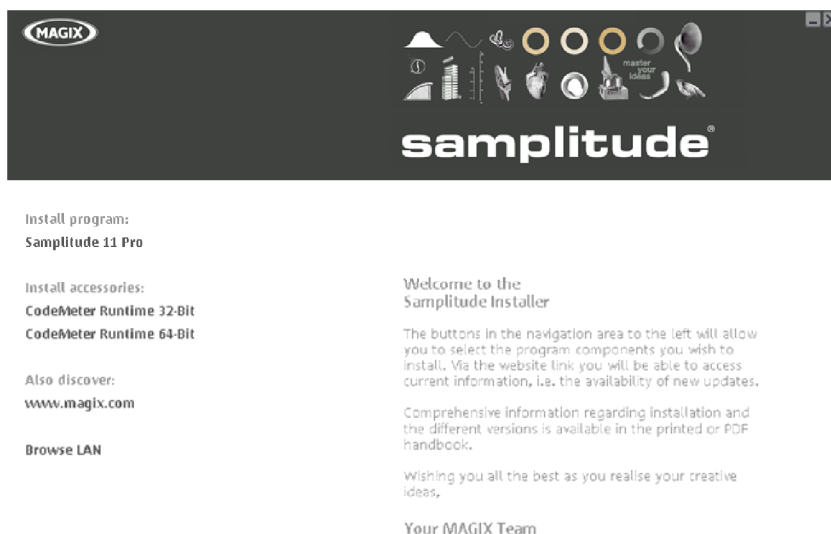 MAGIX
master
your
ideas
samplitude®
Install program:
Samplitude 11 Pro
Install accessories:
CodeMeter Runtime 32-Bit
CodeMeter Runtime 64-Bit
Also discover:
www.magix.com
Browse LAN
Welcome to the
Samplitude Installer
The buttons in the navigation area to the left will allow
you to select the program components you wish to
install. Via the website link you will be able to access
current information, i.e. the availability of new updates.
Comprehensive information regarding installation and
the different versions is available in the printed or PDF
handbook.
Wishing you all the best as you realise your creative
ideas,
Your MAGIX Team